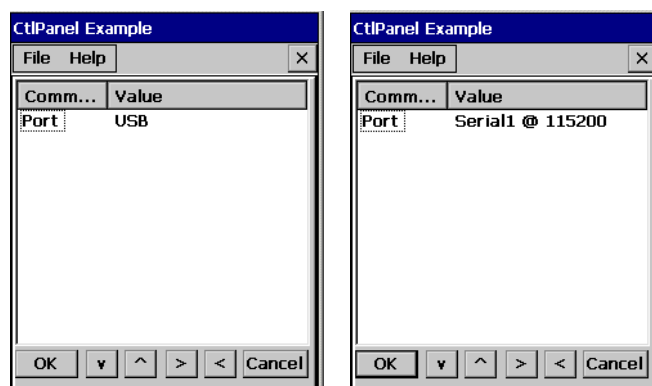 CtlPanel Example
File Help ×
Comm... Value
Port USB
OK v ^ > < Cancel
CtlPanel Example
File Help ×
Comm... Value
Port Serial1 @ 115200
OK v ^ > < Cancel